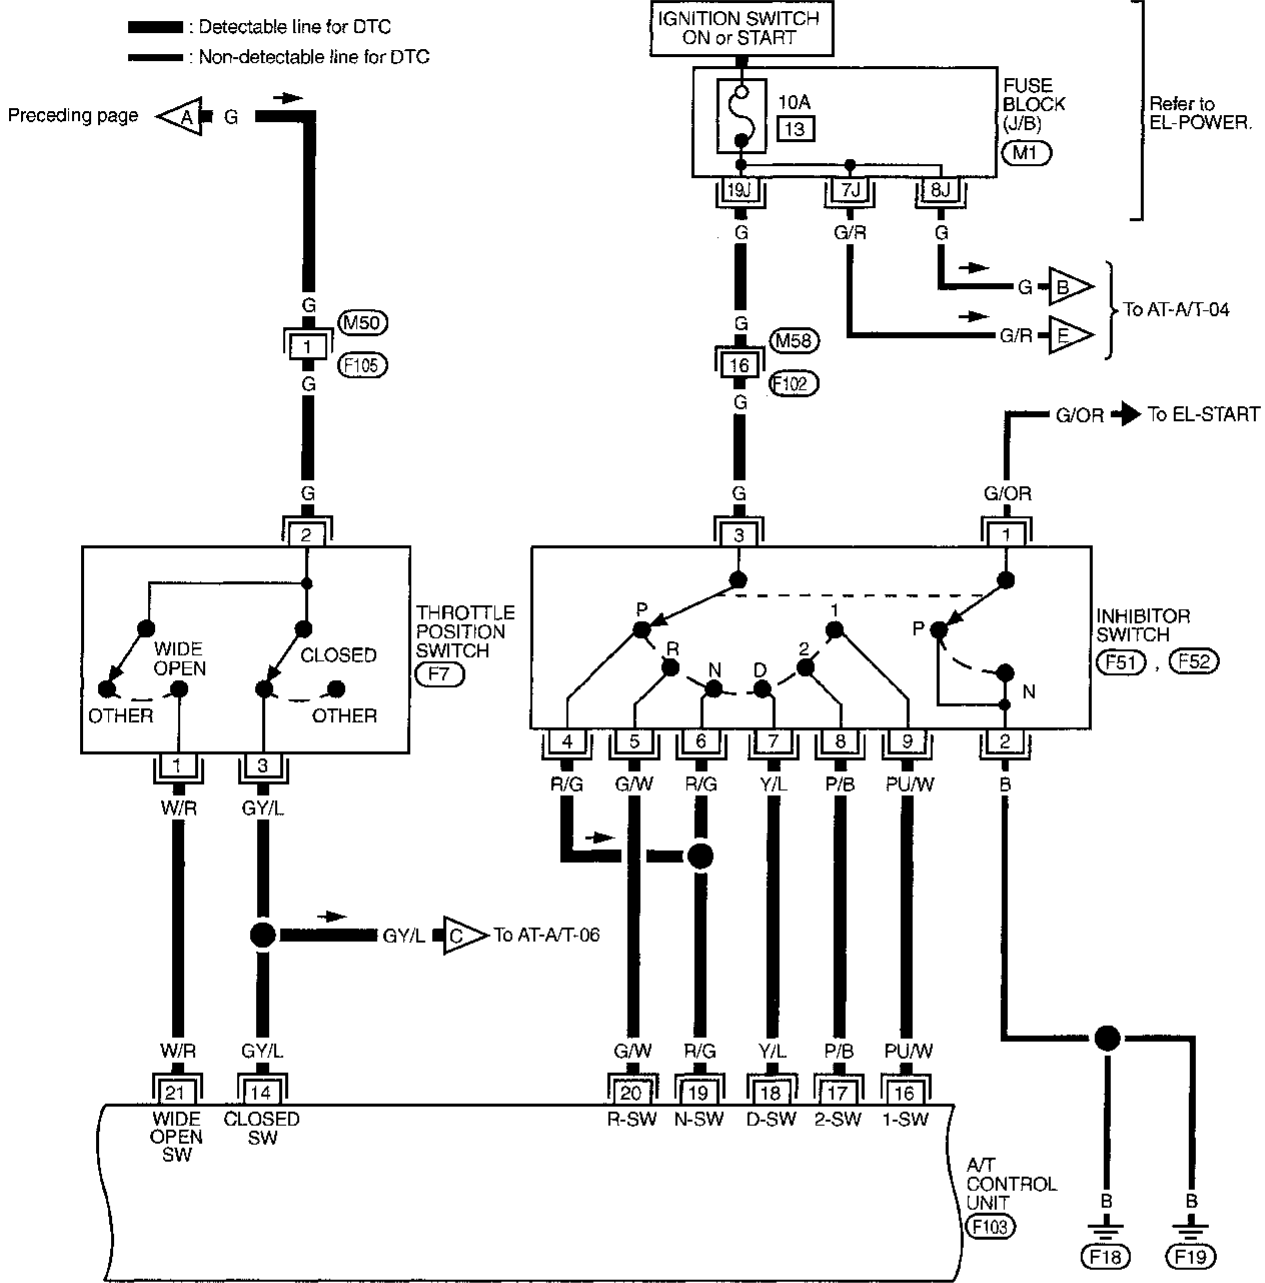 : Detectable line for DTC
: Non-detectable line for DTC
IGNITION SWITCH
ON or START
Preceding page
A
G
10A
13
FUSE
BLOCK
(J/B)
M1
Refer to
EL-POWER.
19J
7J
8J
G
G/R
G
G
B
To AT-A/T-04
G/R
E
G
M50
1
F105
G
G
M58
16
F102
G
G/OR
To EL-START
G
G
G/OR
2
3
1
THROTTLE
POSITION
SWITCH
F7
WIDE
OPEN
CLOSED
OTHER
OTHER
P
R
N
D
2
1
P
N
INHIBITOR
SWITCH
F51 , F52
1
3
4
5
6
7
8
9
2
W/R
GY/L
R/G
G/W
R/G
Y/L
P/B
PU/W
B
GY/L
C
To AT-A/T-06
W/R
GY/L
G/W
R/G
Y/L
P/B
PU/W
21
14
20
19
18
17
16
WIDE
OPEN
SW
CLOSED
SW
R-SW
N-SW
D-SW
2-SW
1-SW
A/T
CONTROL
UNIT
F103
B
B
F18
F19